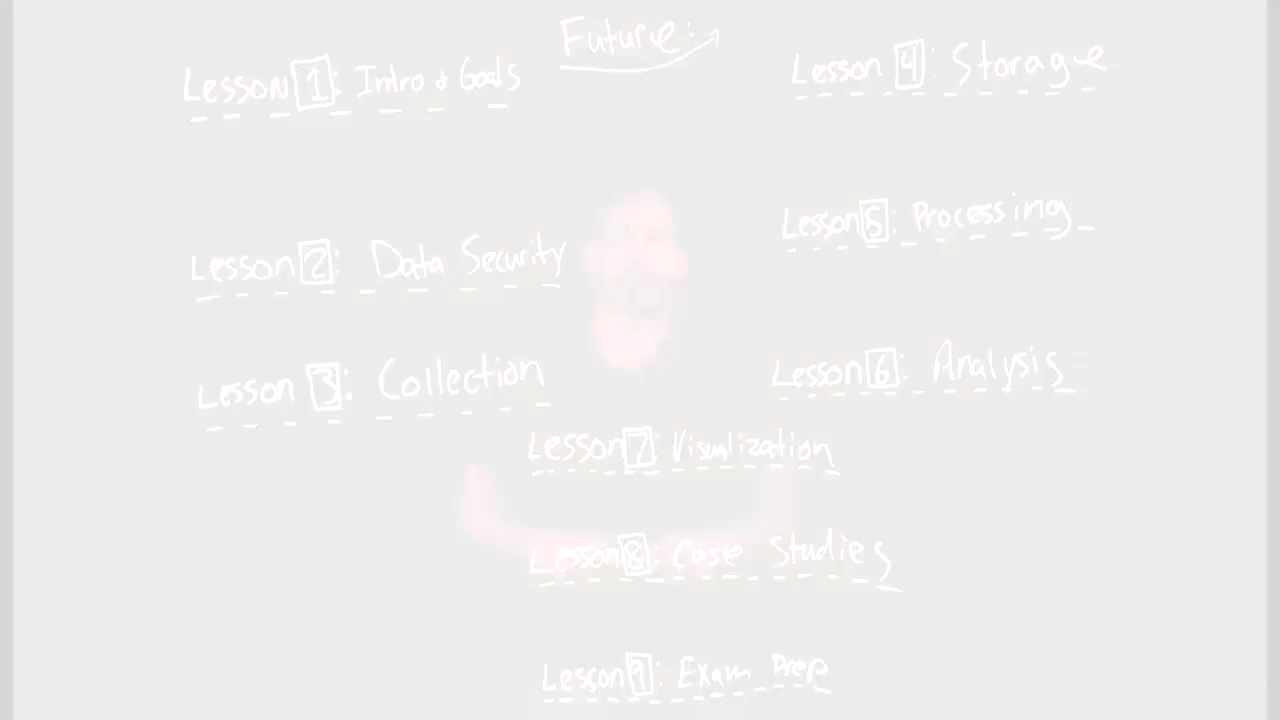 Future:
Lesson 1: Intro & Goals
Lesson 2: Data Security
Lesson 3: Collection
Lesson 4: Storage
Lesson 5: Processing
Lesson 6: Analysis
Lesson 7: Visualization
Lesson 8: Case Studies
Lesson 9: Exam Prep